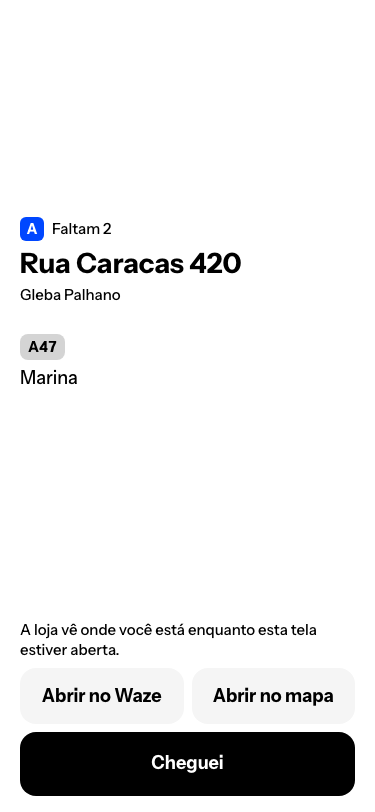 A Faltam 2
Rua Caracas 420
Gleba Palhano
A47
Marina
A loja vê onde você está enquanto esta tela
estiver aberta.
Abrir no Waze Abrir no mapa
Cheguei